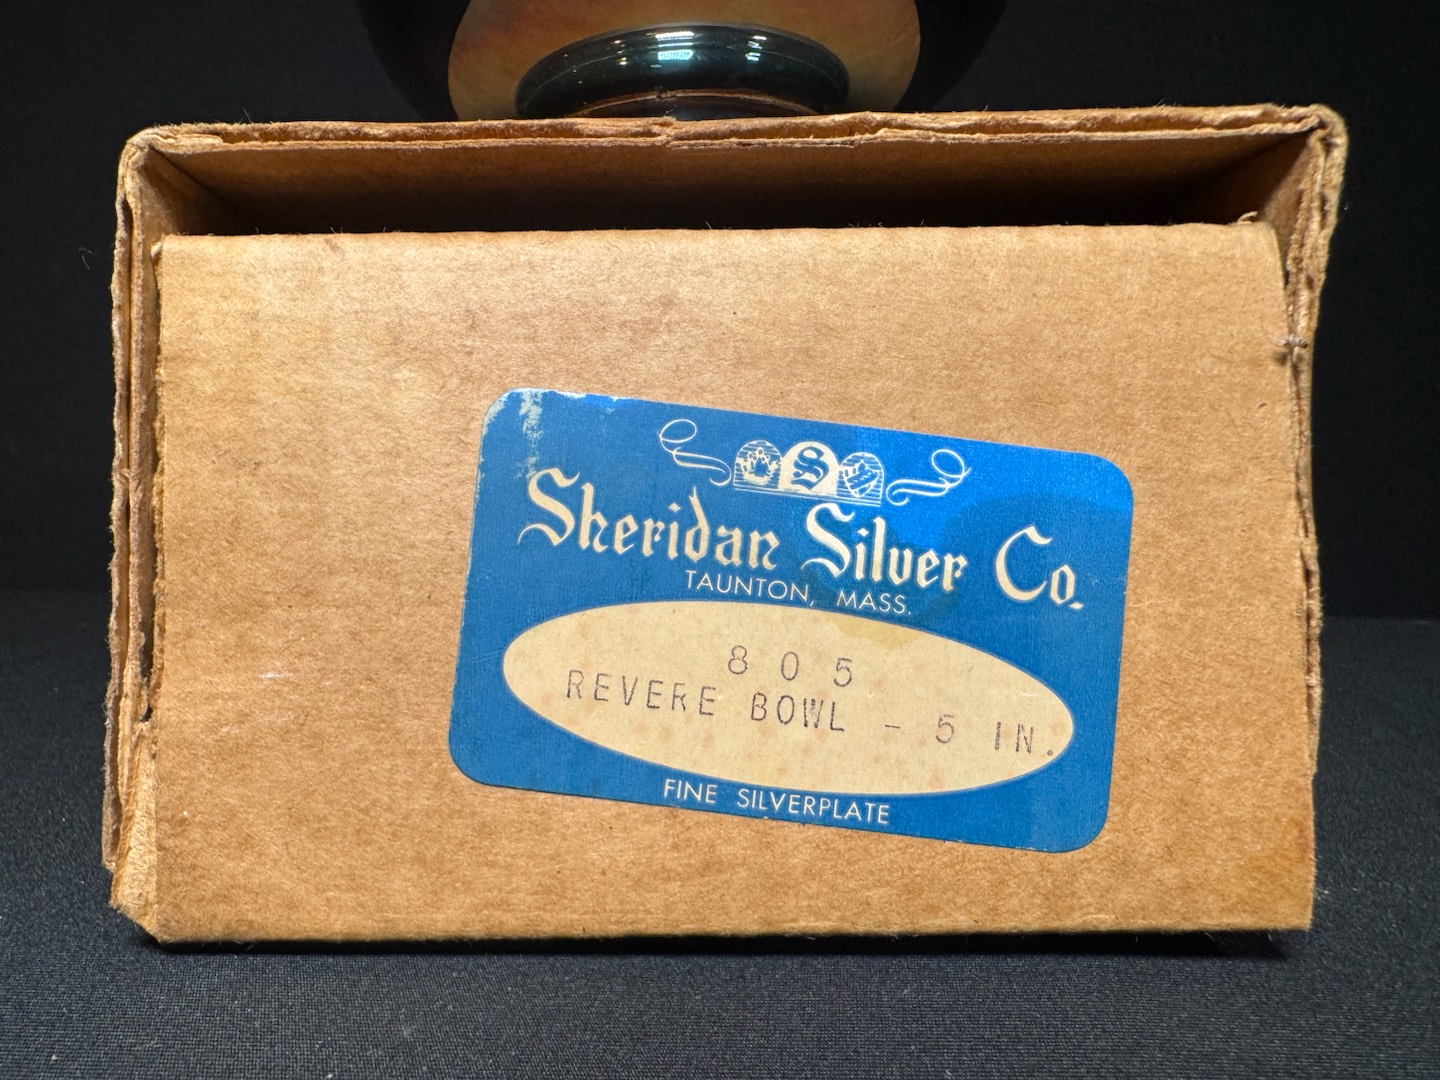 S
Sheridan Silver Co.
TAUNTON, MASS.
805
REVERE BOWL - 5 IN.
FINE SILVERPLATE